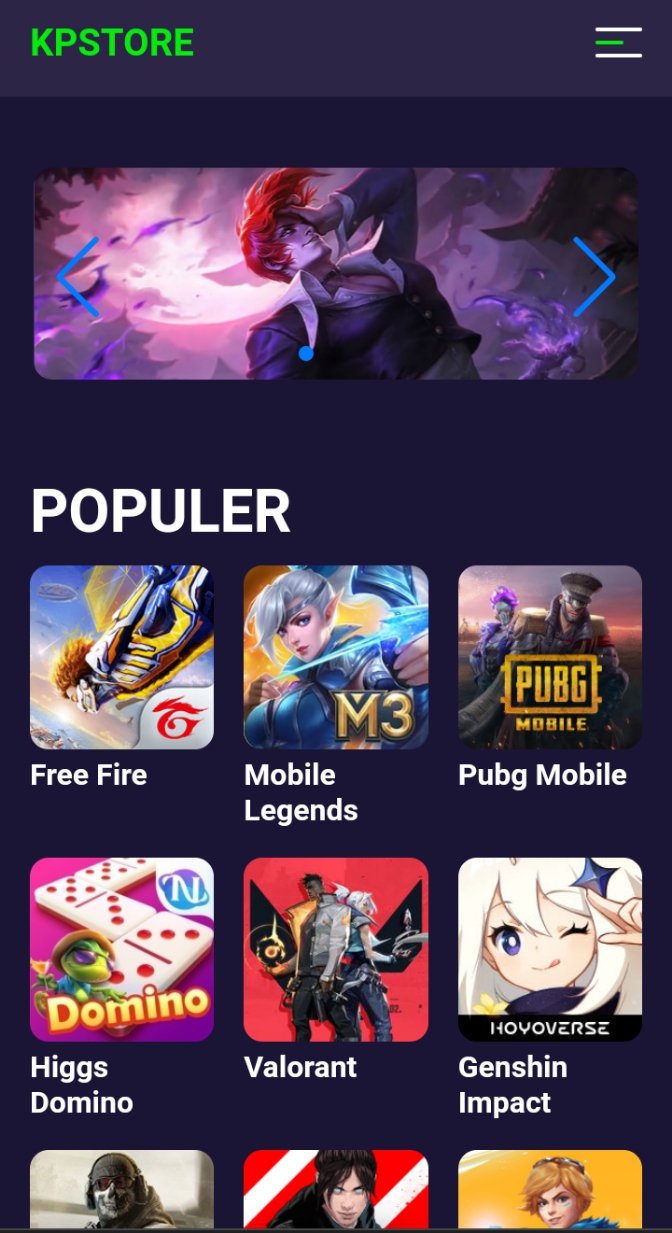 KPSTORE
POPULER
M3
PUBG
MOBILE
Free Fire
Mobile
Legends
Pubg Mobile
Domino
HOYOVERSE
Higgs
Domino
Valorant
Genshin
Impact